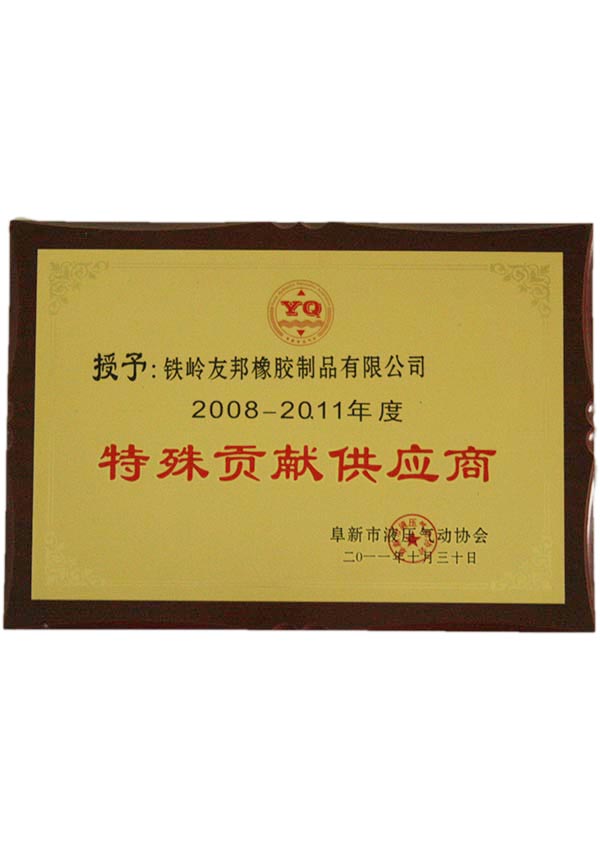 YQ
授予：铁岭友邦橡胶制品有限公司
2008-2011年度
特殊贡献供应商
阜新市液压气动协会
二〇一一年十月三十日